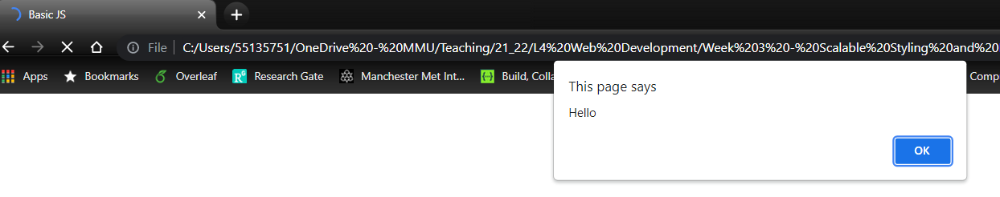 Basic JS
File C:/Users/55135751/OneDrive%20-%20MMU/Teaching/21_22/L4%20Web%20Development/Week%203%20-%20Scalable%20Styling%20and%20
Apps Bookmarks Overleaf Research Gate Manchester Met Int... Build, Colla Comp
This page says
Hello
OK